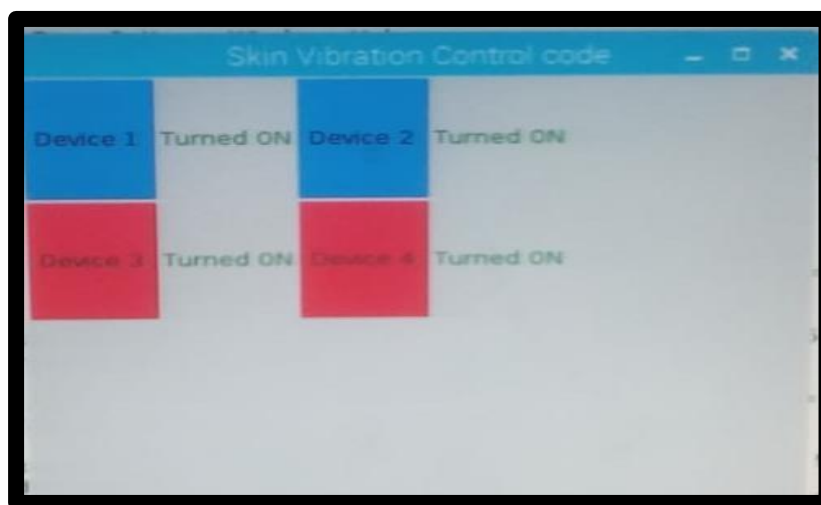 Skin Vibration Control code
Device 1 Turned ON Device 2 Turned ON
Device 3 Turned ON Device 4 Turned ON